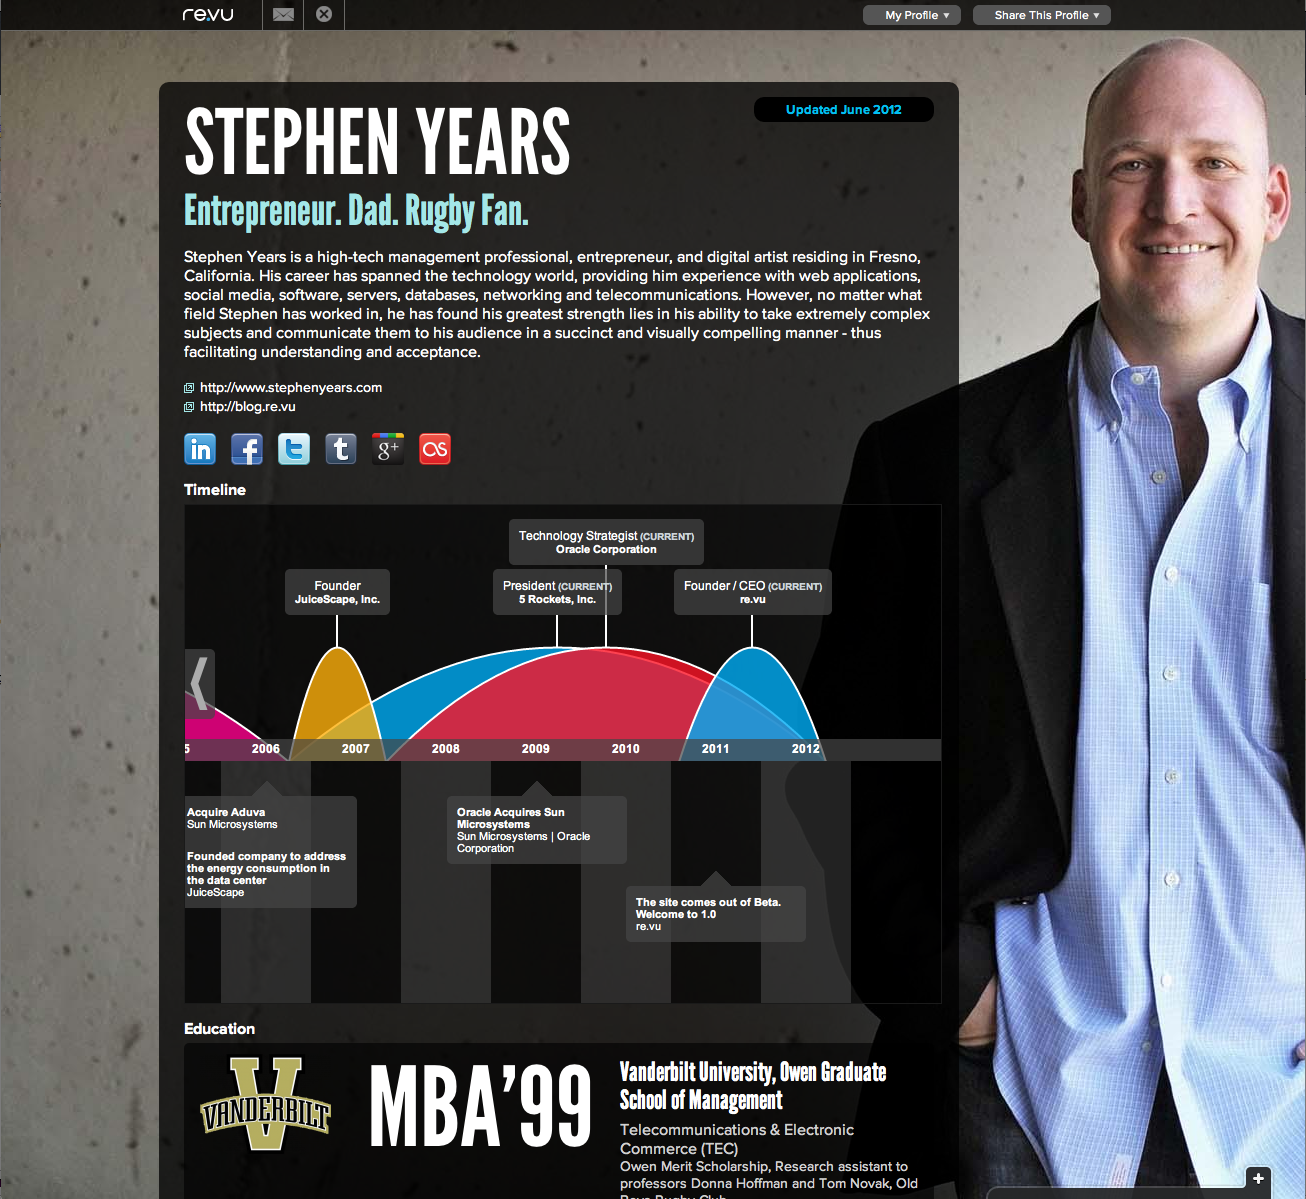 re.vu
My Profile ▼
Share This Profile ▼
Updated June 2012
STEPHEN YEARS
Entrepreneur. Dad. Rugby Fan.
Stephen Years is a high-tech management professional, entrepreneur, and digital artist residing in Fresno,
California. His career has spanned the technology world, providing him experience with web applications,
social media, software, servers, databases, networking and telecommunications. However, no matter what
field Stephen has worked in, he has found his greatest strength lies in his ability to take extremely complex
subjects and communicate them to his audience in a succinct and visually compelling manner - thus
facilitating understanding and acceptance.
http://www.stephenyears.com
http://blog.re.vu
in f t t g+ os
Timeline
Technology Strategist (CURRENT)
Oracle Corporation
Founder
JuiceScape, Inc.
President (CURRENT)
5 Rockets, Inc.
Founder / CEO (CURRENT)
re.vu
5 2006 2007 2008 2009 2010 2011 2012
Acquire Aduva
Sun Microsystems
Founded company to address
the energy consumption in
the data center
JuiceScape
Oracle Acquires Sun
Microsystems
Sun Microsystems | Oracle
Corporation
The site comes out of Beta.
Welcome to 1.0
re.vu
Education
V
VANDERBILT
MBA'99
Vanderbilt University, Owen Graduate
School of Management
Telecommunications & Electronic
Commerce (TEC)
Owen Merit Scholarship, Research assistant to
professors Donna Hoffman and Tom Novak, Old
Boys Rugby Club